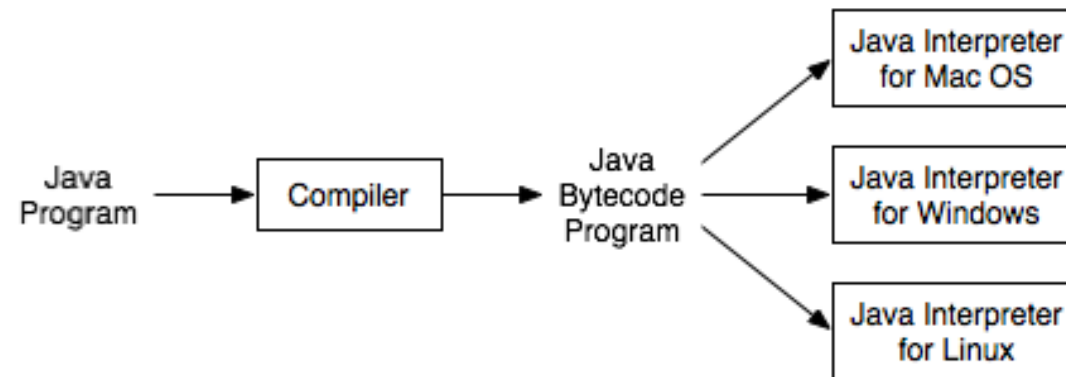 Java
Program
Compiler
Java
Bytecode
Program
Java Interpreter
for Mac OS
Java Interpreter
for Windows
Java Interpreter
for Linux